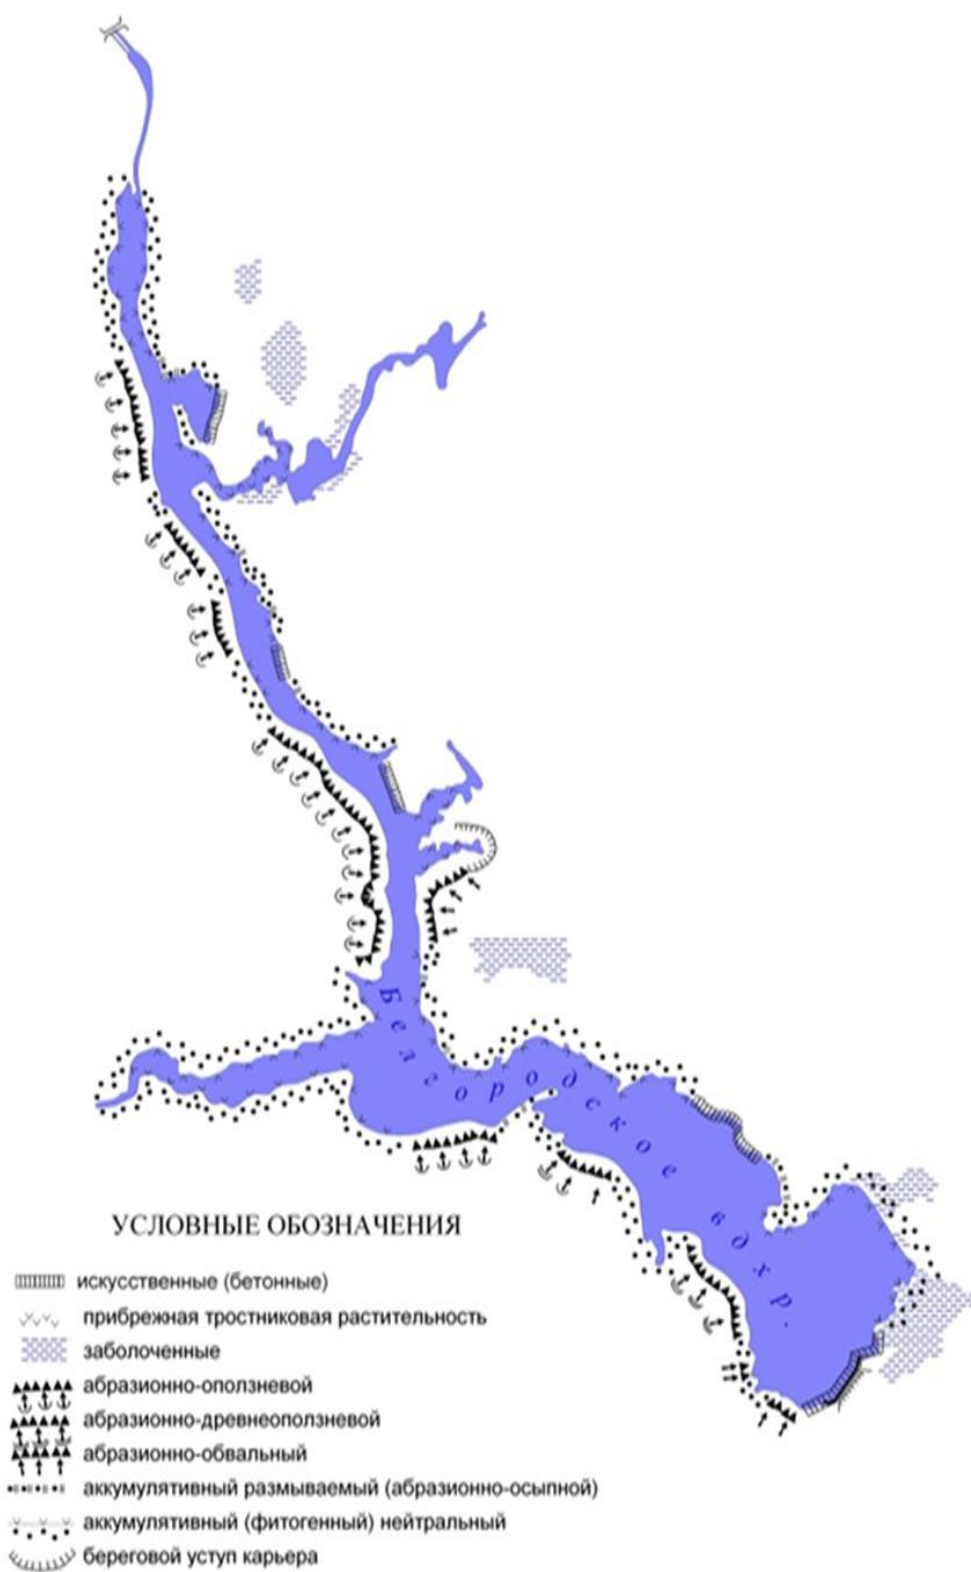 Белгородское вдхр.
УСЛОВНЫЕ ОБОЗНАЧЕНИЯ
искусственные (бетонные)
прибрежная тростниковая растительность
заболоченные
абразионно-оползневой
абразионно-древнеоползневой
абразионно-обвальный
аккумулятивный размываемый (абразионно-осыпной)
аккумулятивный (фитогенный) нейтральный
береговой уступ карьера